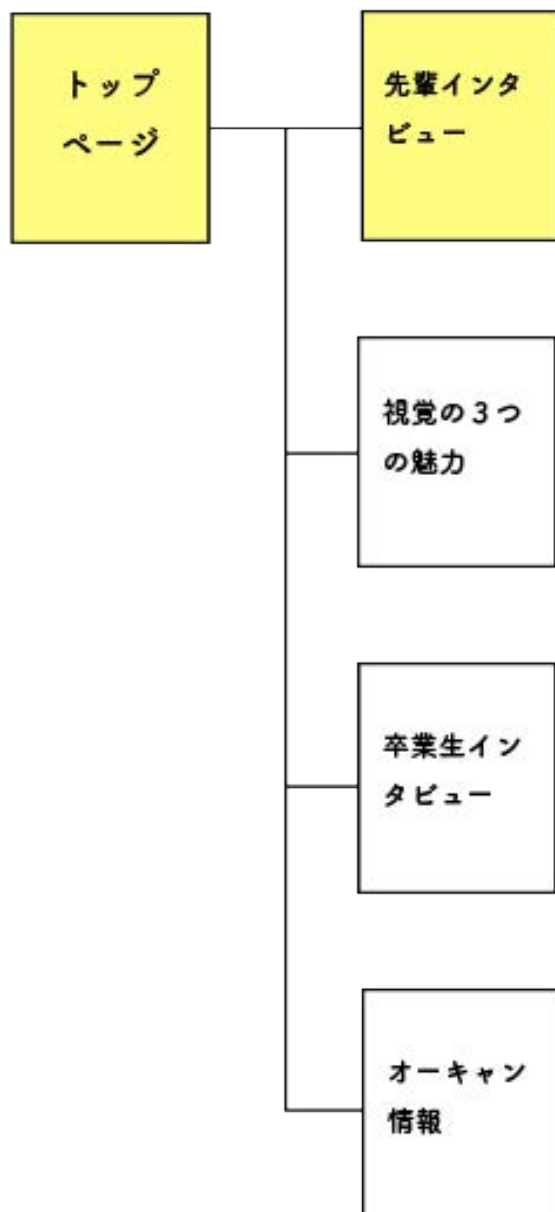 トップ
ページ
先輩インタ
ビュー
視覚の３つ
の魅力
卒業生イン
タビュー
オーキャン
情報